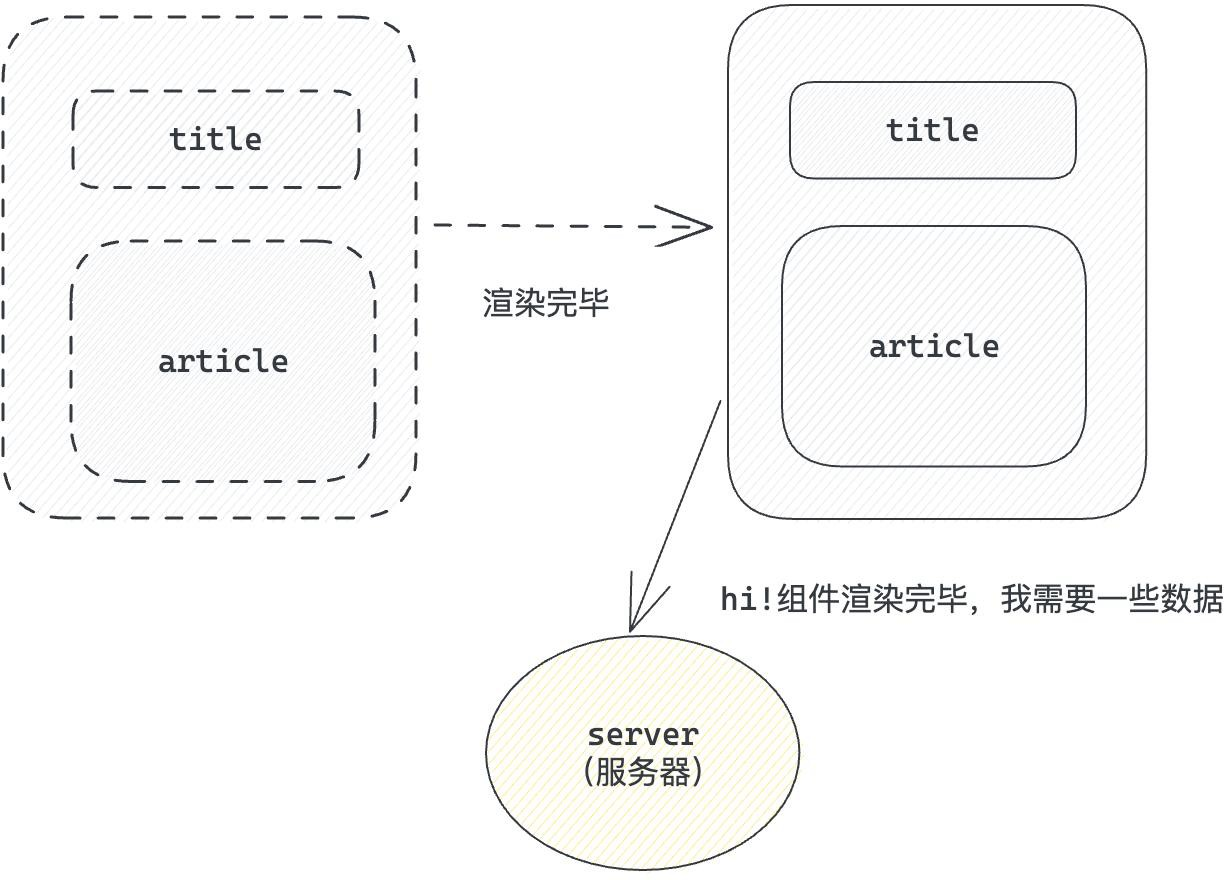 title
article
渲染完毕
title
article
hi!组件渲染完毕，我需要一些数据
server
(服务器)